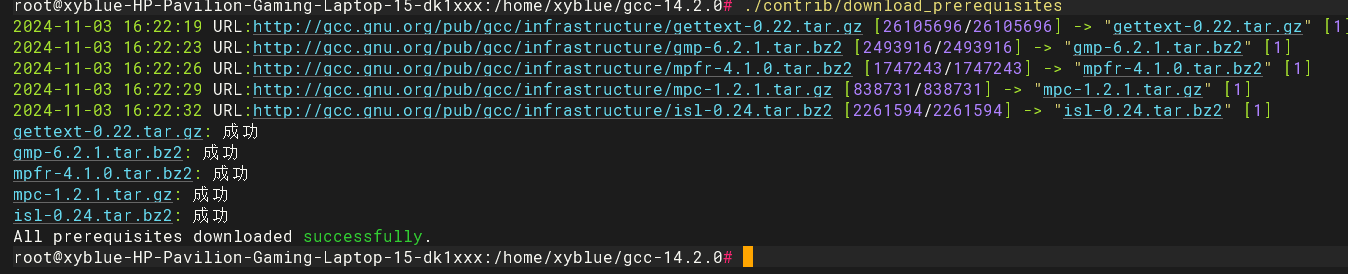 root@xyblue-HP-Pavilion-Gaming-Laptop-15-dk1xxx:/home/xyblue/gcc-14.2.0# ./contrib/download_prerequisites
2024-11-03 16:22:19 URL:http://gcc.gnu.org/pub/gcc/infrastructure/gettext-0.22.tar.gz [26105696/26105696] -> "gettext-0.22.tar.gz" [1]
2024-11-03 16:22:23 URL:http://gcc.gnu.org/pub/gcc/infrastructure/gmp-6.2.1.tar.bz2 [2493916/2493916] -> "gmp-6.2.1.tar.bz2" [1]
2024-11-03 16:22:26 URL:http://gcc.gnu.org/pub/gcc/infrastructure/mpfr-4.1.0.tar.bz2 [1747243/1747243] -> "mpfr-4.1.0.tar.bz2" [1]
2024-11-03 16:22:29 URL:http://gcc.gnu.org/pub/gcc/infrastructure/mpc-1.2.1.tar.gz [838731/838731] -> "mpc-1.2.1.tar.gz" [1]
2024-11-03 16:22:32 URL:http://gcc.gnu.org/pub/gcc/infrastructure/isl-0.24.tar.bz2 [2261594/2261594] -> "isl-0.24.tar.bz2" [1]
gettext-0.22.tar.gz: 成功
gmp-6.2.1.tar.bz2: 成功
mpfr-4.1.0.tar.bz2: 成功
mpc-1.2.1.tar.gz: 成功
isl-0.24.tar.bz2: 成功
All prerequisites downloaded successfully.
root@xyblue-HP-Pavilion-Gaming-Laptop-15-dk1xxx:/home/xyblue/gcc-14.2.0#